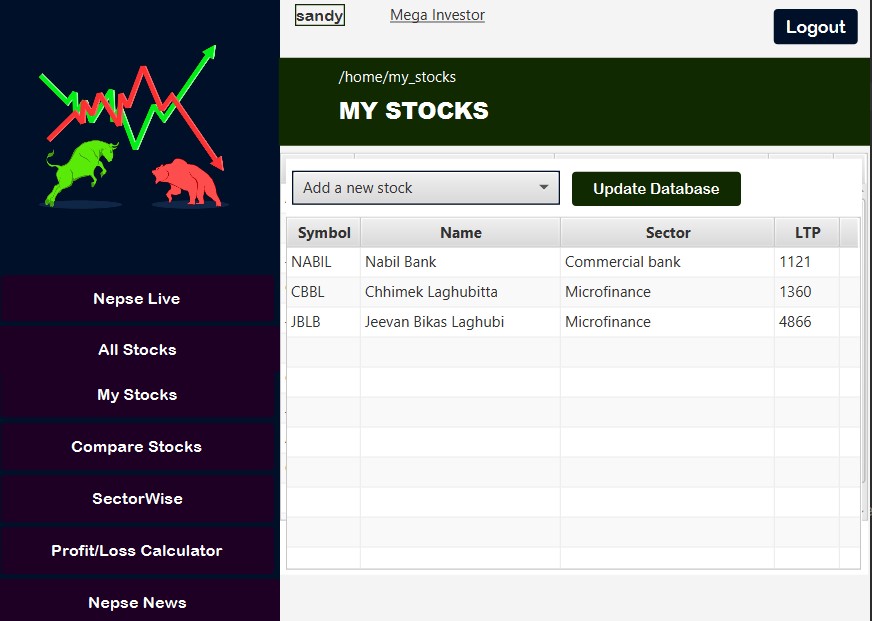 sandy
Mega Investor
Logout
/home/my_stocks
MY STOCKS
Add a new stock
Update Database
Symbol Name Sector LTP
NABIL Nabil Bank Commercial bank 1121
CBBL Chhimek Laghubitta Microfinance 1360
JBLB Jeevan Bikas Laghubi Microfinance 4866
Nepse Live
All Stocks
My Stocks
Compare Stocks
SectorWise
Profit/Loss Calculator
Nepse News